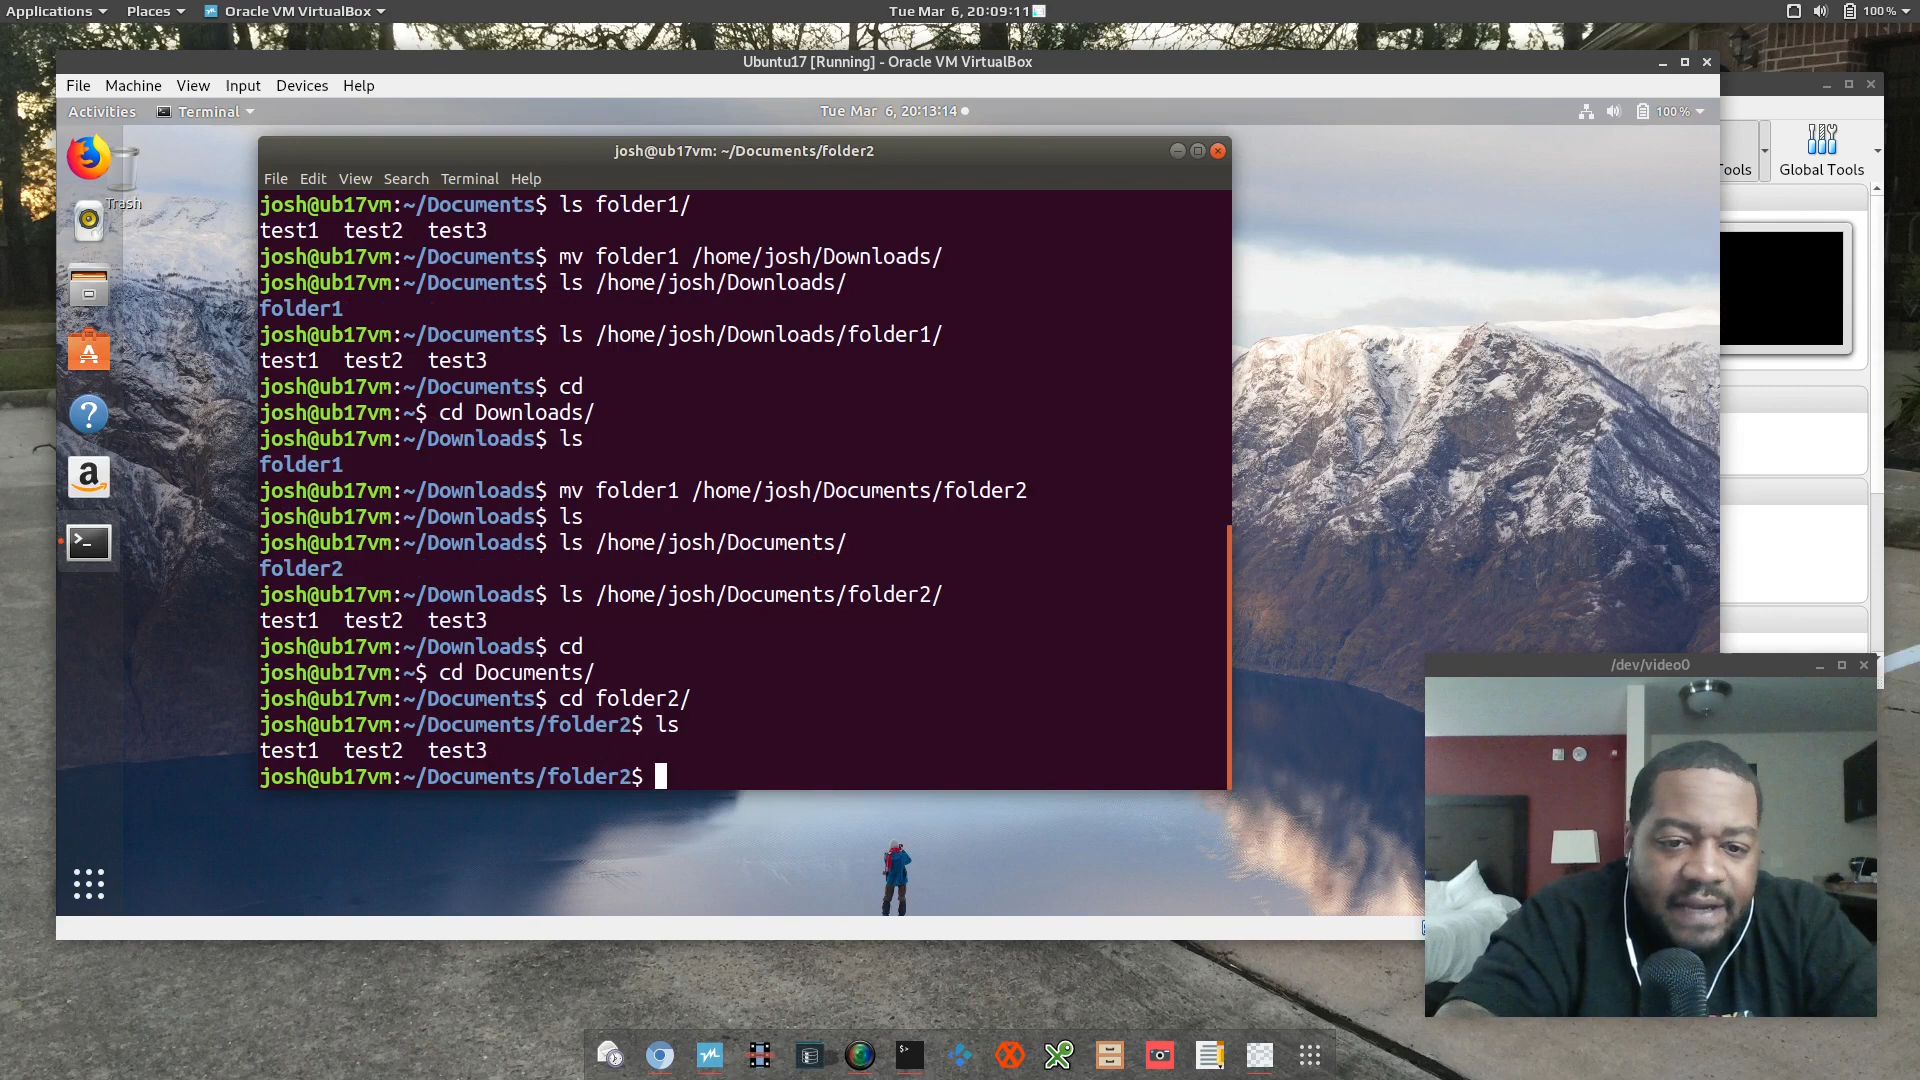 Applications Places Oracle VM VirtualBox Tue Mar 6, 20:09:11 100%
Ubuntu17 [Running] - Oracle VM VirtualBox
File Machine View Input Devices Help
Activities Terminal Tue Mar 6, 20:13:14 100%
josh@ub17vm: ~/Documents/folder2
File Edit View Search Terminal Help
ools Global Tools
Trash
josh@ub17vm:~/Documents$ ls folder1/
test1 test2 test3
josh@ub17vm:~/Documents$ mv folder1 /home/josh/Downloads/
josh@ub17vm:~/Documents$ ls /home/josh/Downloads/
folder1
josh@ub17vm:~/Documents$ ls /home/josh/Downloads/folder1/
test1 test2 test3
josh@ub17vm:~/Documents$ cd
josh@ub17vm:~$ cd Downloads/
josh@ub17vm:~/Downloads$ ls
folder1
josh@ub17vm:~/Downloads$ mv folder1 /home/josh/Documents/folder2
josh@ub17vm:~/Downloads$ ls
josh@ub17vm:~/Downloads$ ls /home/josh/Documents/
folder2
josh@ub17vm:~/Downloads$ ls /home/josh/Documents/folder2/
test1 test2 test3
josh@ub17vm:~/Downloads$ cd
josh@ub17vm:~$ cd Documents/
josh@ub17vm:~/Documents$ cd folder2/
josh@ub17vm:~/Documents/folder2$ ls
test1 test2 test3
josh@ub17vm:~/Documents/folder2$
/dev/video0